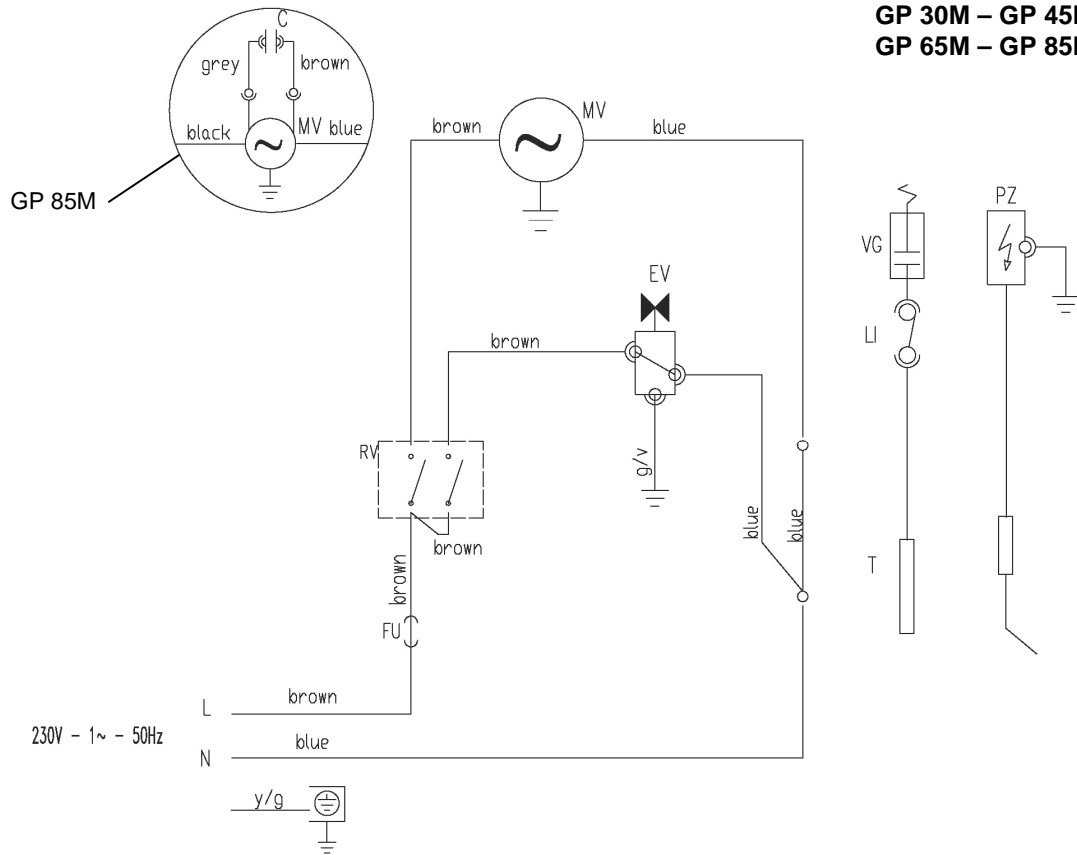 GP 30M – GP 45
GP 65M – GP 85
C
grey
brown
black
MV
blue
GP 85M
brown
MV
blue
PZ
VG
EV
LI
brown
RV
g/v
blue
blue
brown
brown
T
FU
L
brown
230V - 1~ - 50Hz
N
blue
y/g